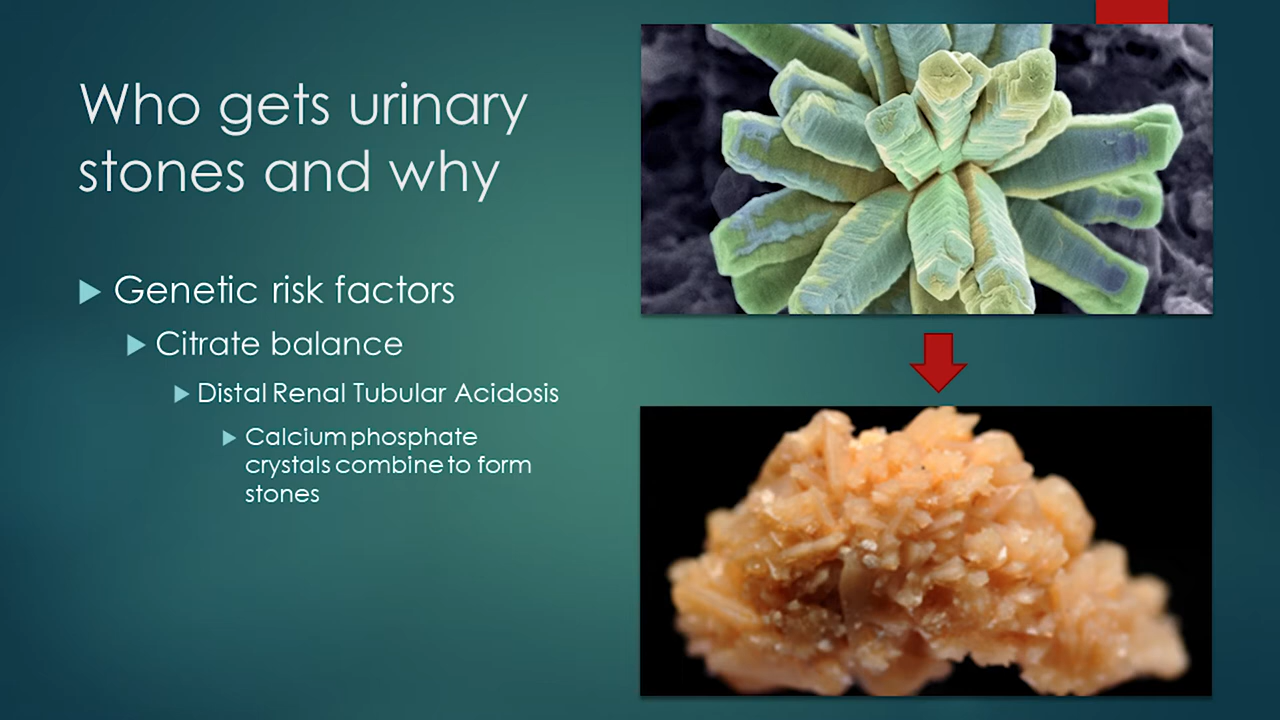 Who gets urinary
stones and why
Genetic risk factors
Citrate balance
Distal Renal Tubular Acidosis
Calcium phosphate
crystals combine to form
stones